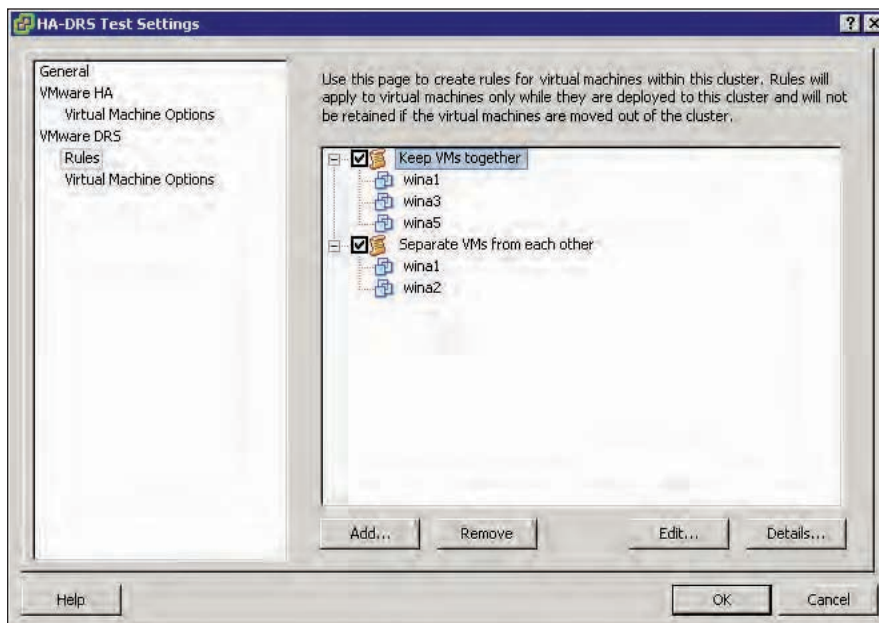 HA-DRS Test Settings
General
VMware HA
Virtual Machine Options
VMware DRS
Rules
Virtual Machine Options
Use this page to create rules for virtual machines within this cluster. Rules will
apply to virtual machines only while they are deployed to this cluster and will not
be retained if the virtual machines are moved out of the cluster.
Keep VMs together
wina1
wina3
wina5
Separate VMs from each other
wina1
wina2
Add...
Remove
Edit...
Details...
Help
OK
Cancel